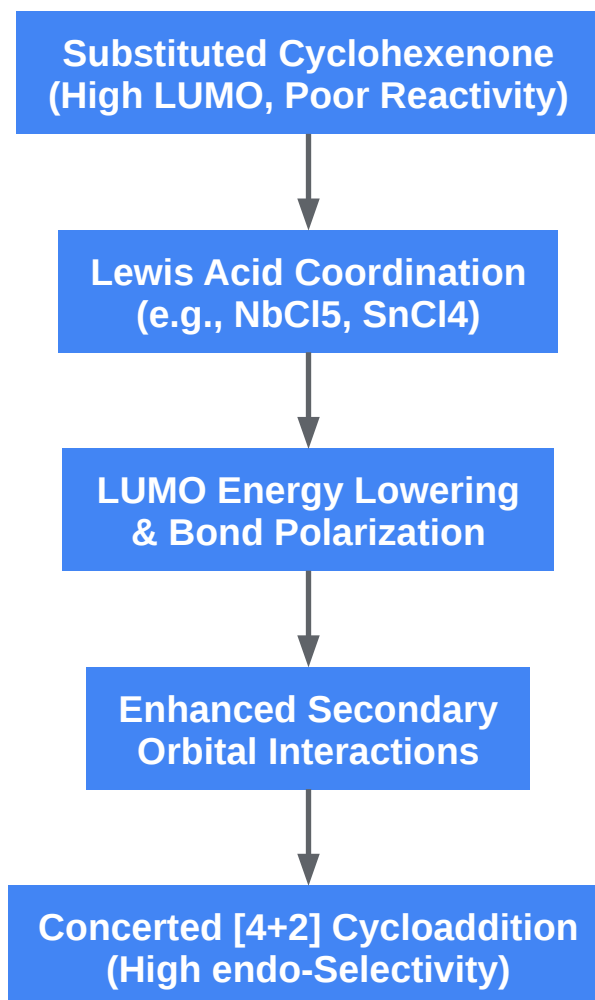 Substituted Cyclohexenone
(High LUMO, Poor Reactivity)
Lewis Acid Coordination
(e.g., NbCl5, SnCl4)
LUMO Energy Lowering
& Bond Polarization
Enhanced Secondary
Orbital Interactions
Concerted [4+2] Cycloaddition
(High endo-Selectivity)